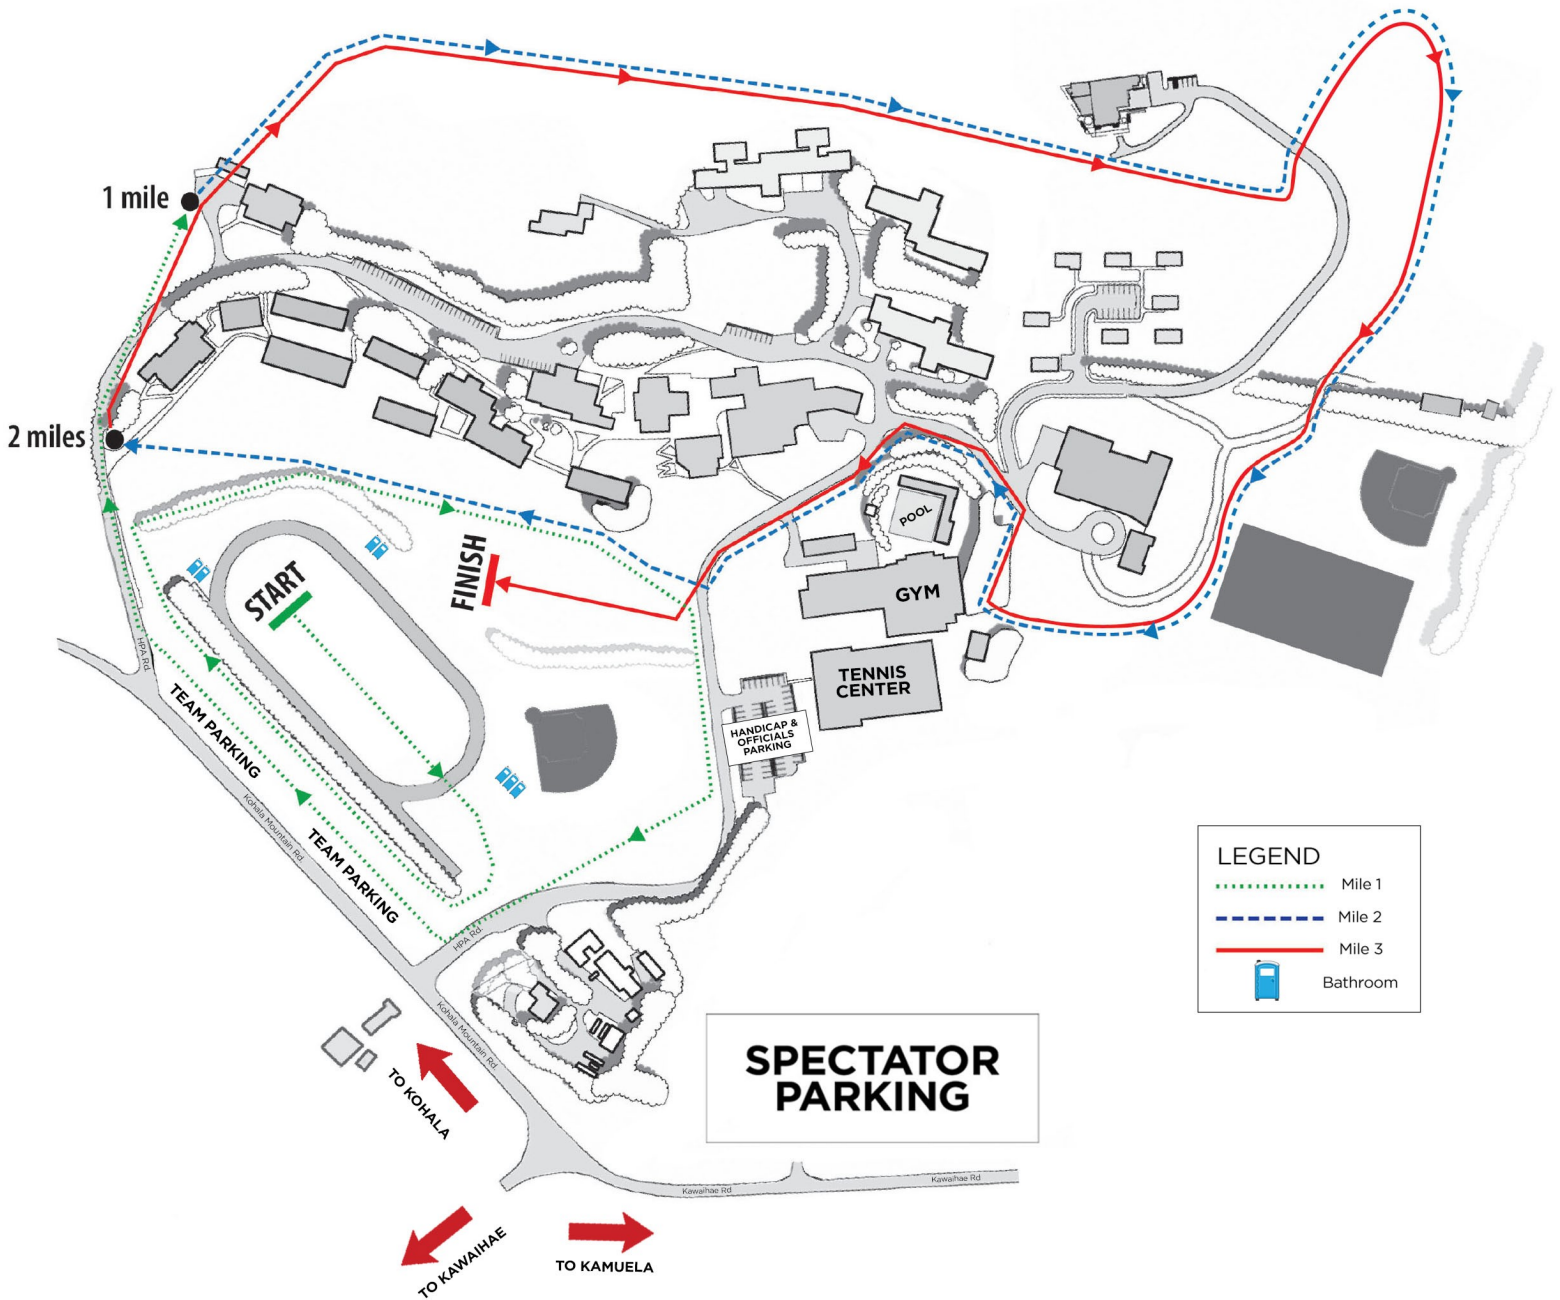 1 mile
2 miles
POOL
FINISH
START
GYM
HPA Rd.
TENNIS
CENTER
TEAM PARKING
HANDICAP &
OFFICIALS
PARKING
Kohala Mountain Rd.
TEAM PARKING
HPA Rd.
LEGEND
Mile 1
Mile 2
Mile 3
Bathroom
Kohala Mountain Rd.
SPECTATOR
PARKING
TO KOHALA
Kawaihae Rd
Kawaihae Rd
TO KAWAIHAE
TO KAMUELA